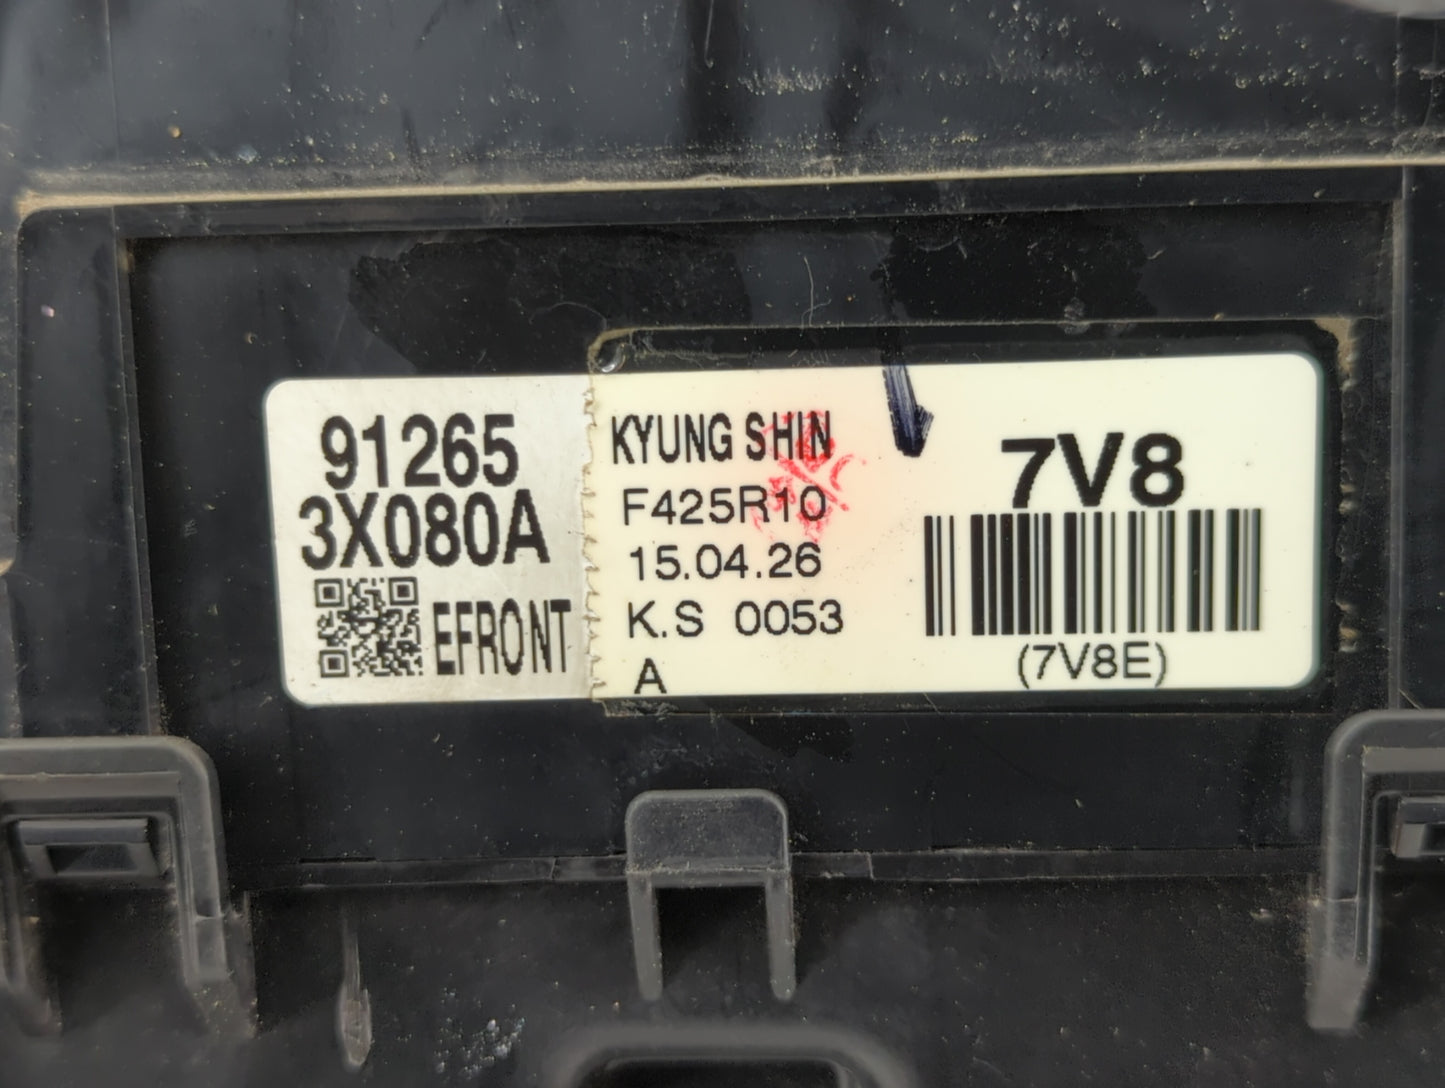 91265
3X080A
EFRONT
KYUNG SHIN
F425R10
15.04.26
K.S 0053
A
7V8
(7V8E)